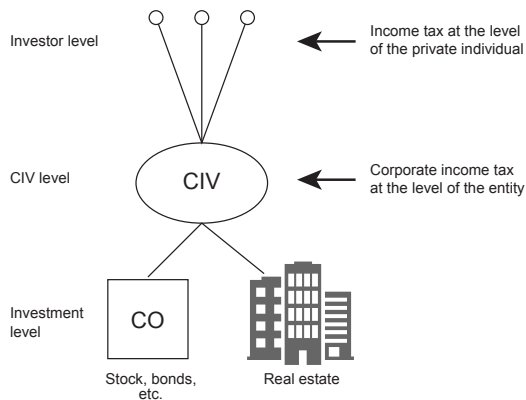 Investor level
Income tax at the level
of the private individual
CIV level
CIV
Corporate income tax
at the level of the entity
Investment
level
CO
Stock, bonds,
etc.
Real estate